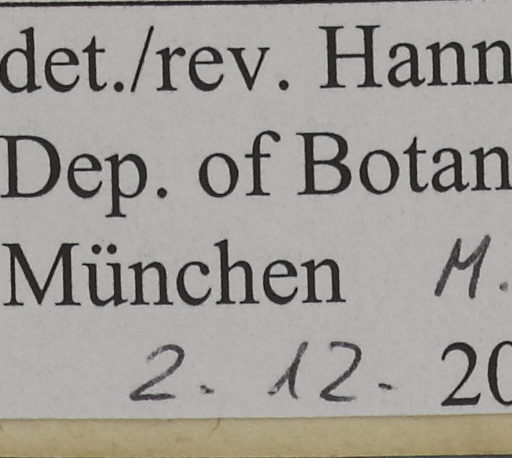 det./rev. Hann
Dep. of Botan
München M.
2. 12. 20